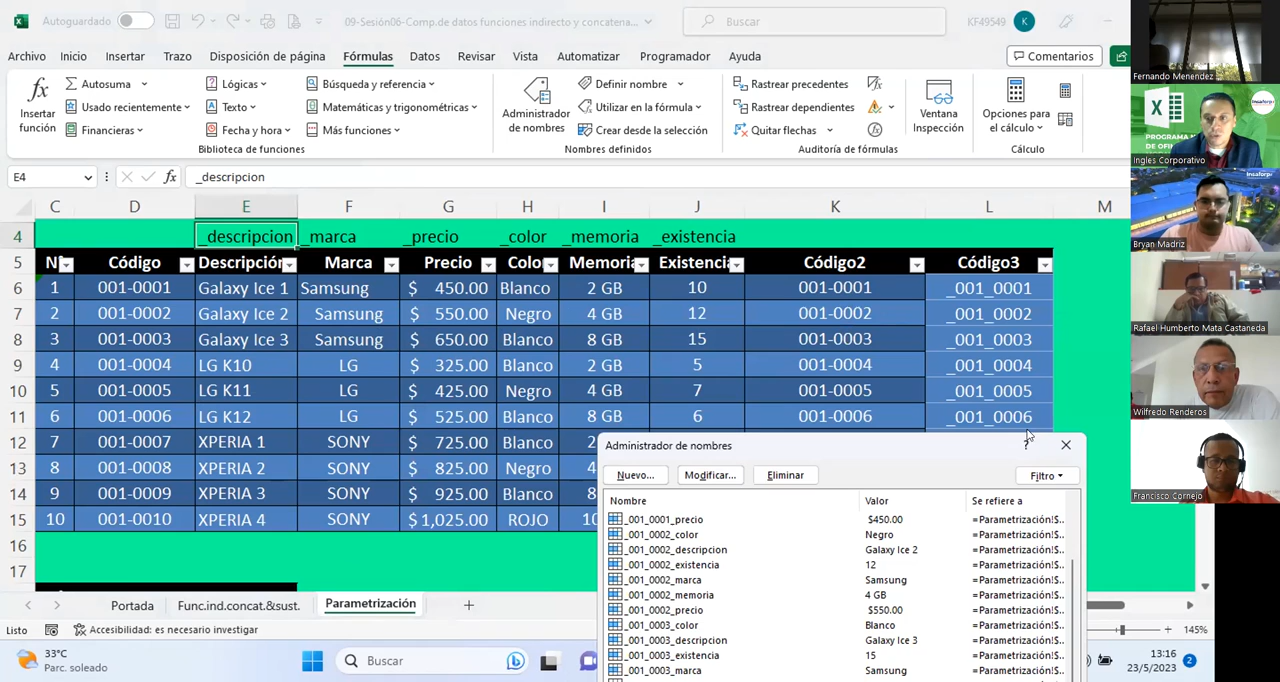 Autoguardado
09-Sesión06-Comp.de datos funciones indirecto y concatena...
Buscar
KF49549
K
Archivo Inicio Insertar Trazo Disposición de página Fórmulas Datos Revisar Vista Automatizar Programador Ayuda
Comentarios
Insertar función
Autosuma
Usado recientemente
Financieras
Lógicas
Texto
Fecha y hora
Búsqueda y referencia
Matemáticas y trigonométricas
Más funciones
Biblioteca de funciones
Administrador de nombres
Definir nombre
Utilizar en la fórmula
Crear desde la selección
Nombres definidos
Rastrear precedentes
Rastrear dependientes
Quitar flechas
Auditoría de fórmulas
Ventana Inspección
Opciones para el cálculo
Cálculo
E4
fx
_descripcion
C D E F G H I J K L M
4 _descripcion _marca _precio _color _memoria _existencia
5 Código Descripción Marca Precio Memoria Existencia Código2 Código3
6 1 001-0001 Galaxy Ice 1 Samsung $ 450.00 Blanco 2 GB 10 001-0001 _001_0001
7 2 001-0002 Galaxy Ice 2 Samsung $ 550.00 Negro 4 GB 12 001-0002 _001_0002
8 3 001-0003 Galaxy Ice 3 Samsung $ 650.00 Blanco 8 GB 15 001-0003 _001_0003
9 4 001-0004 LG K10 LG $ 325.00 Blanco 2 GB 5 001-0004 _001_0004
10 5 001-0005 LG K11 LG $ 425.00 Negro 4 GB 7 001-0005 _001_0005
11 6 001-0006 LG K12 LG $ 525.00 Blanco 8 GB 6 001-0006 _001_0006
12 7 001-0007 XPERIA 1 SONY $ 725.00 Blanco 2
13 8 001-0008 XPERIA 2 SONY $ 825.00 Negro
14 9 001-0009 XPERIA 3 SONY $ 925.00 Blanco 8
15 10 001-0010 XPERIA 4 SONY $ 1,025.00 ROJO 10
16
17
Administrador de nombres
Nuevo... Modificar... Eliminar Filtro
Nombre Valor Se refiere a
_001_0001_precio $450.00 =Parametrización!$...
_001_0002_color Negro =Parametrización!$...
_001_0002_descripcion Galaxy Ice 2 =Parametrización!$...
_001_0002_existencia 12 =Parametrización!$...
_001_0002_marca Samsung =Parametrización!$...
_001_0002_memoria 4 GB =Parametrización!$...
_001_0002_precio $550.00 =Parametrización!$...
_001_0003_color Blanco =Parametrización!$...
_001_0003_descripcion Galaxy Ice 3 =Parametrización!$...
_001_0003_existencia 15 =Parametrización!$...
_001_0003_marca Samsung =Parametrización!$...
Portada Func.ind.concat.&sust. Parametrización
Listo
Accesibilidad: es necesario investigar
145%
33°C
Parc. soleado
Buscar
13:16
23/5/2023
2
Fernando Menendez
Insaforp
Ingles Corporativo
Insaforp
Bryan Madriz
Rafael Humberto Mata Castaneda
Wilfredo Renderos
Francisco Cornejo